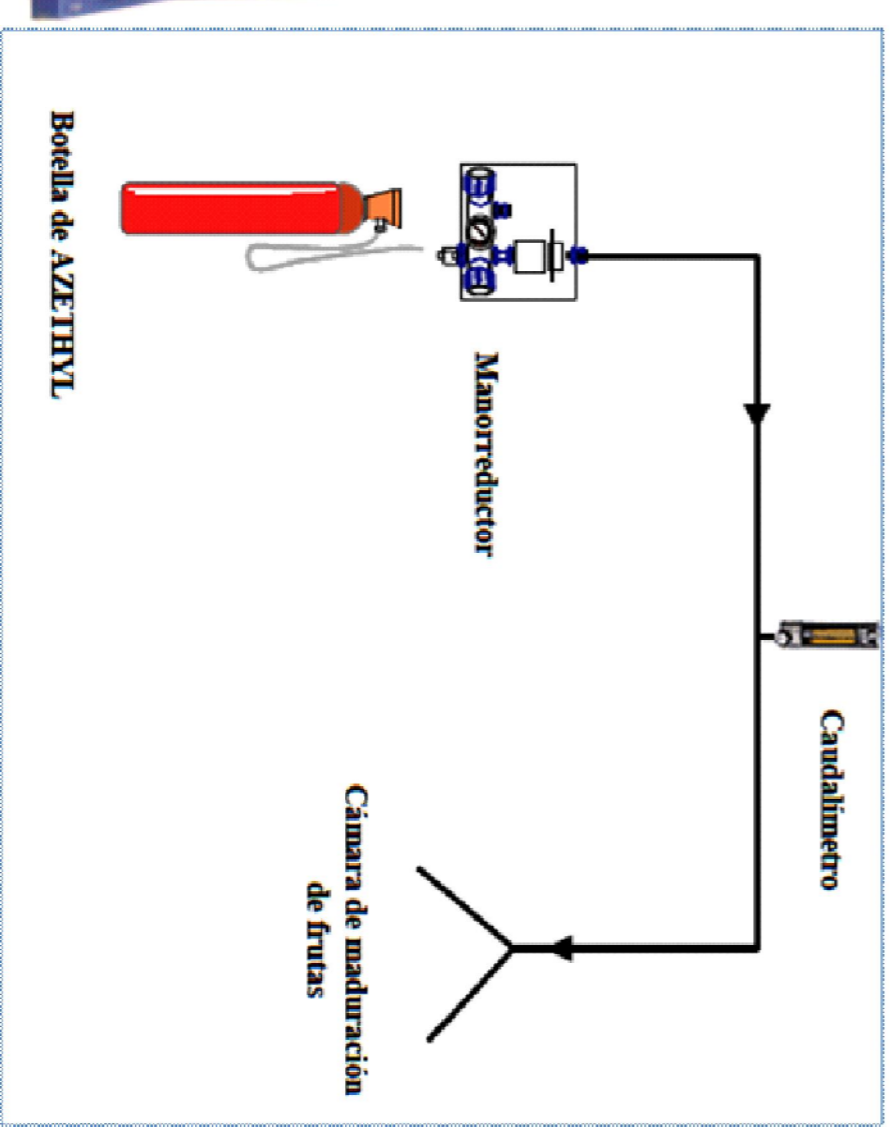 Caudalímetro
Manorreductor
Cámara de maduración
de frutas
Botella de AZETHYL